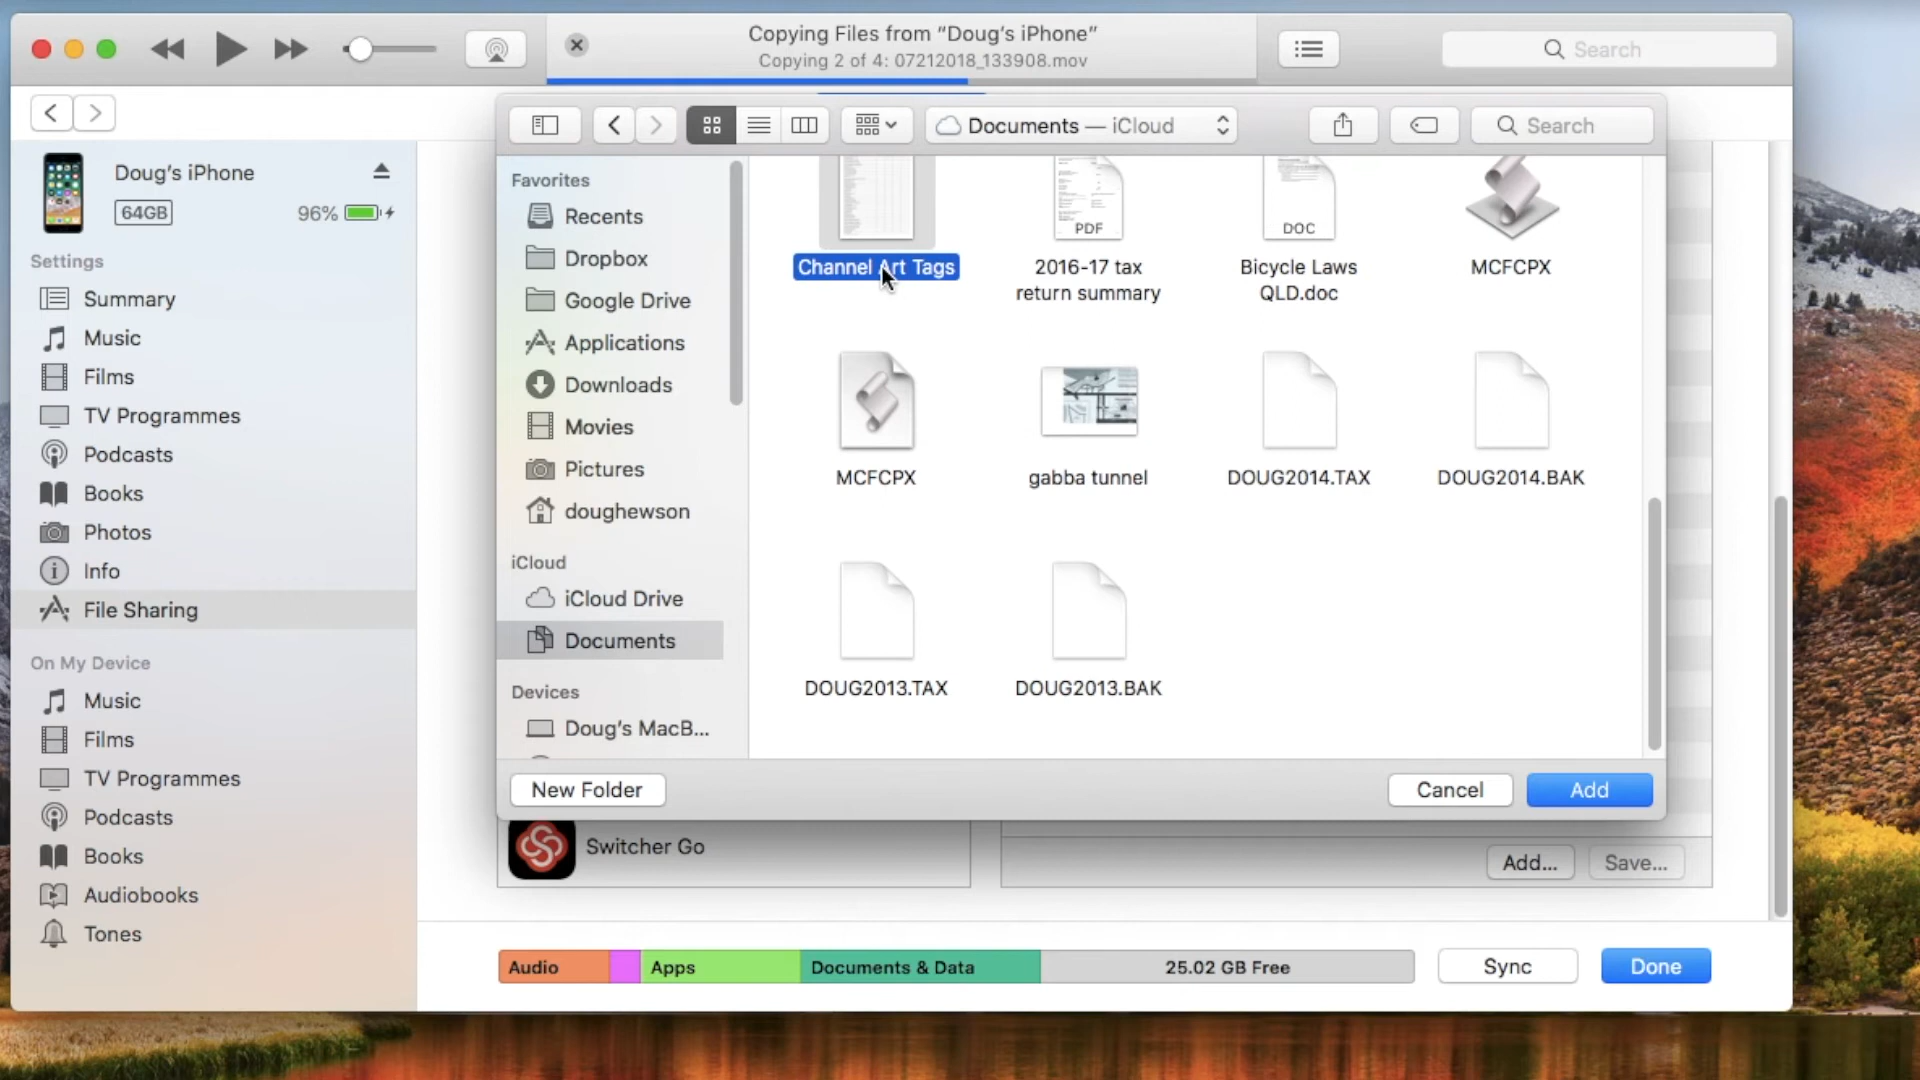 Copying Files from “Doug’s iPhone”
Copying 2 of 4: 07212018_133908.mov
Search
Documents — iCloud
Search
Doug’s iPhone
64GB
96%
Settings
Summary
Music
Films
TV Programmes
Podcasts
Books
Photos
Info
File Sharing
On My Device
Music
Films
TV Programmes
Podcasts
Books
Audiobooks
Tones
Favorites
Recents
Dropbox
Google Drive
Applications
Downloads
Movies
Pictures
doughewson
iCloud
iCloud Drive
Documents
Devices
Doug’s MacB...
PDF
DOC
Channel Art Tags
2016-17 tax
return summary
Bicycle Laws
QLD.doc
MCFCPX
MCFCPX
gabba tunnel
DOUG2014.TAX
DOUG2014.BAK
DOUG2013.TAX
DOUG2013.BAK
New Folder
Cancel
Add
Switcher Go
Add...
Save...
Audio
Apps
Documents & Data
25.02 GB Free
Sync
Done